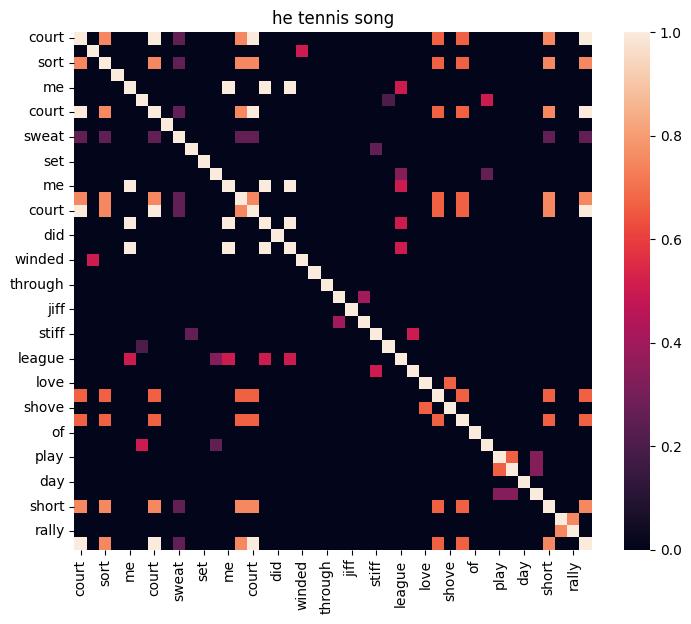 he tennis song
court
sort
me
court
sweat
set
me
court
did
winded
through
jiff
stiff
league
love
shove
of
play
day
short
rally
1.0
0.8
0.6
0.4
0.2
0.0
court
sort
me
court
sweat
set
me
court
did
winded
through
jiff
stiff
league
love
shove
of
play
day
short
rally